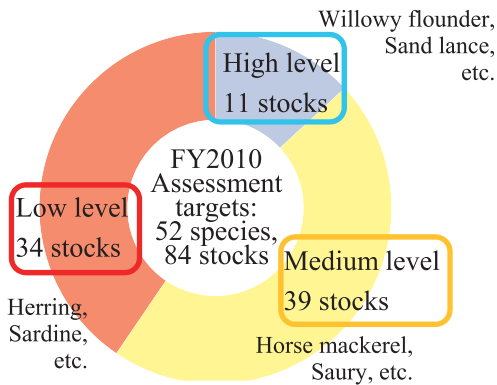 Willowy flounder,
Sand lance,
etc.
High level
11 stocks
FY2010
Assessment
targets:
52 species,
84 stocks
Low level
34 stocks
Medium level
39 stocks
Herring,
Sardine,
etc.
Horse mackerel,
Saury, etc.